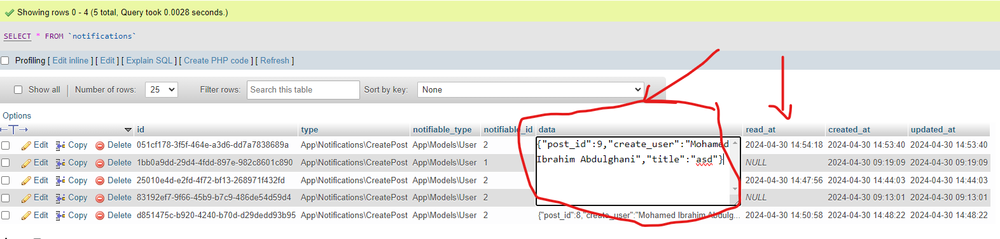 Showing rows 0 - 4 (5 total, Query took 0.0028 seconds.)
SELECT * FROM `notifications`
Profiling [ Edit inline ] [ Edit ] [ Explain SQL ] [ Create PHP code ] [ Refresh ]
Show all Number of rows: 25 Filter rows: Search this table Sort by key: None
Options
id type notifiable_type notifiable_id data read_at created_at updated_at
Edit Copy Delete 051cf178-3f5f-464e-a3d6-dd7a7838689a App\Notifications\CreatePost App\Models\User 2 {"post_id":9,"create_user":"Mohamed 2024-04-30 14:54:18 2024-04-30 14:53:40 2024-04-30 14:53:40
Ibrahim Abdulghani","title":"asd"}
Edit Copy Delete 1bb0a9dd-29d4-4fdd-897e-982c8601c890 App\Notifications\CreatePost App\Models\User 1 NULL 2024-04-30 09:19:09 2024-04-30 09:19:09
Edit Copy Delete 25010e4d-e2fd-4f72-bf13-268971f432fd App\Notifications\CreatePost App\Models\User 2 2024-04-30 14:47:56 2024-04-30 14:44:03 2024-04-30 14:44:03
Edit Copy Delete 83192ef7-9f66-45b9-b7c9-486de54d59d4 App\Notifications\CreatePost App\Models\User 2 NULL 2024-04-30 09:13:01 2024-04-30 09:13:01
Edit Copy Delete d851475c-b920-4240-b70d-d29dedd93b95 App\Notifications\CreatePost App\Models\User 2 {"post_id":8,"create_user":"Mohamed Ibrahim Abdulg... 2024-04-30 14:50:58 2024-04-30 14:48:22 2024-04-30 14:48:22